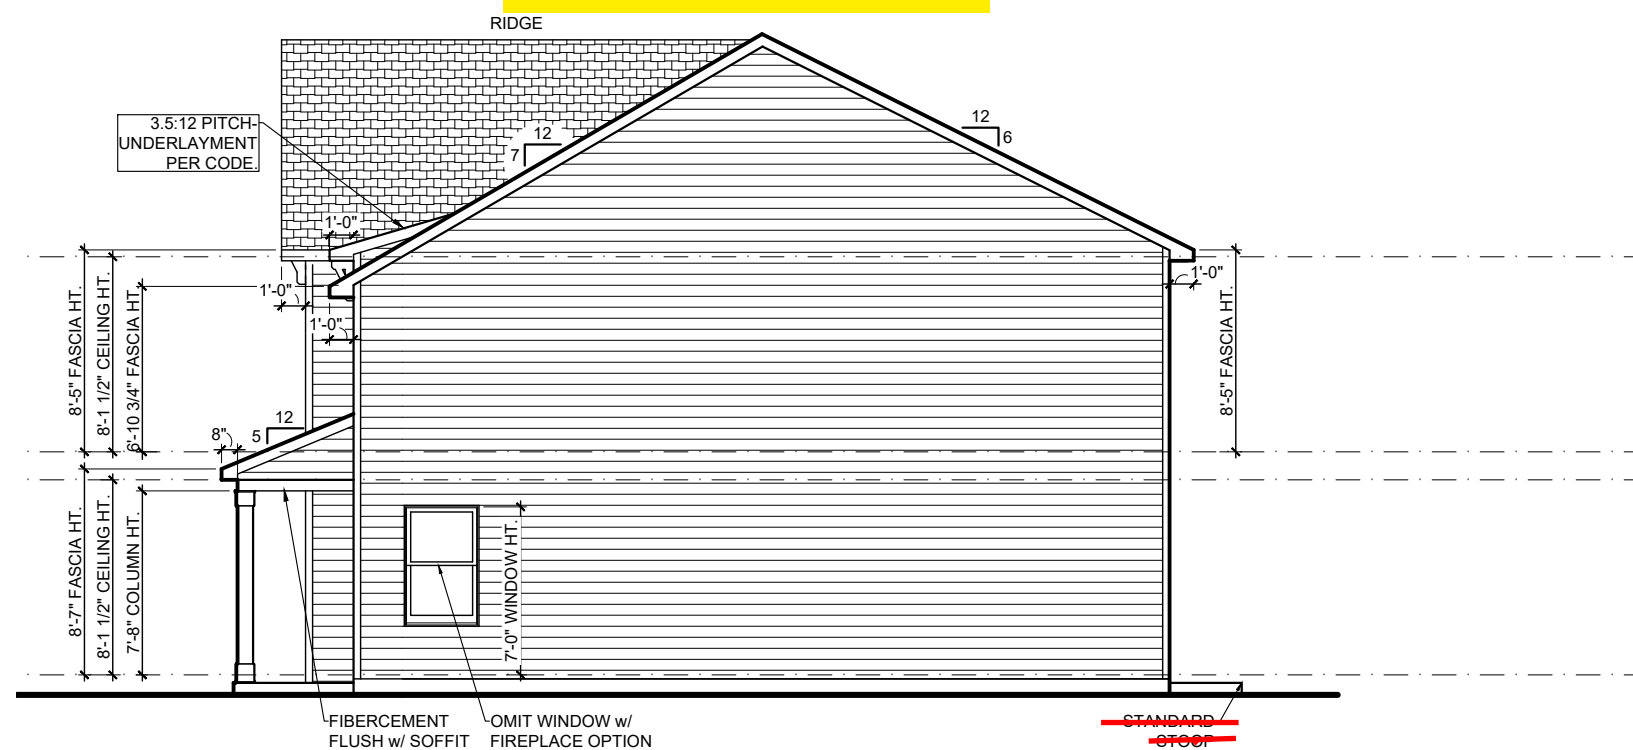 RIDGE
12
6
3.5:12 PITCH-
UNDERLAYMENT
PER CODE.
12
7
1'-0"
1'-0"
1'-0"
1'-0"
8'-5" FASCIA HT.
8'-1 1/2" CEILING HT.
6'-10 3/4" FASCIA HT.
8'-5" FASCIA HT.
12
5
8"
8'-7" FASCIA HT.
8'-1 1/2" CEILING HT.
7'-8" COLUMN HT.
7'-0" WINDOW HT.
FIBERCEMENT
FLUSH w/ SOFFIT
OMIT WINDOW w/
FIREPLACE OPTION
STANDARD
STOOP